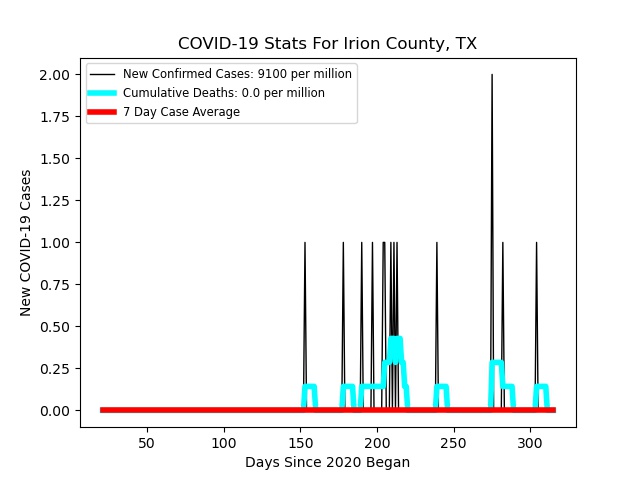 COVID-19 Stats For Irion County, TX
New Confirmed Cases: 9100 per million
Cumulative Deaths: 0.0 per million
7 Day Case Average
2.00
1.75
1.50
1.25
1.00
0.75
0.50
0.25
0.00
New COVID-19 Cases
50 100 150 200 250 300
Days Since 2020 Began